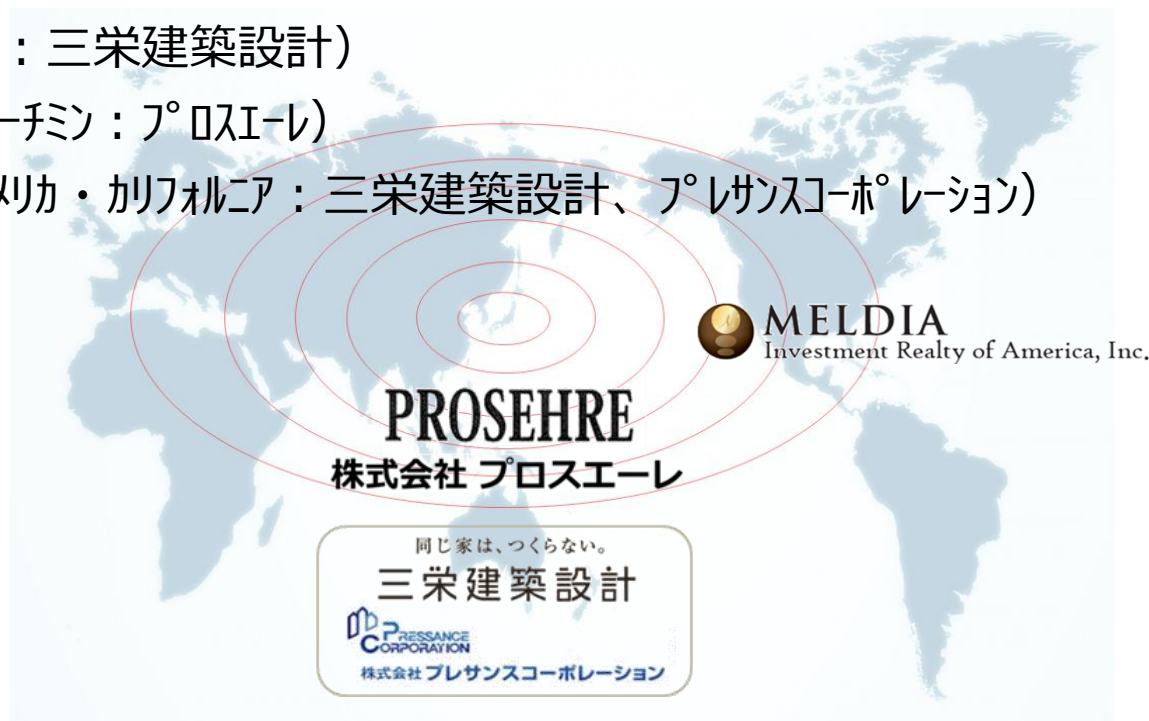 ：三栄建築設計）
ーチミン：プロスエーレ）
メリカ・カリフォルニア：三栄建築設計、プレサンスコーポレーション）
MELDIA
Investment Realty of America, Inc.
PROSEHRE
株式会社 プロスエーレ
同じ家は、つくらない。
三栄建築設計
PRESSANCE
CORPORAYION
株式会社 プレサンスコーポレーション